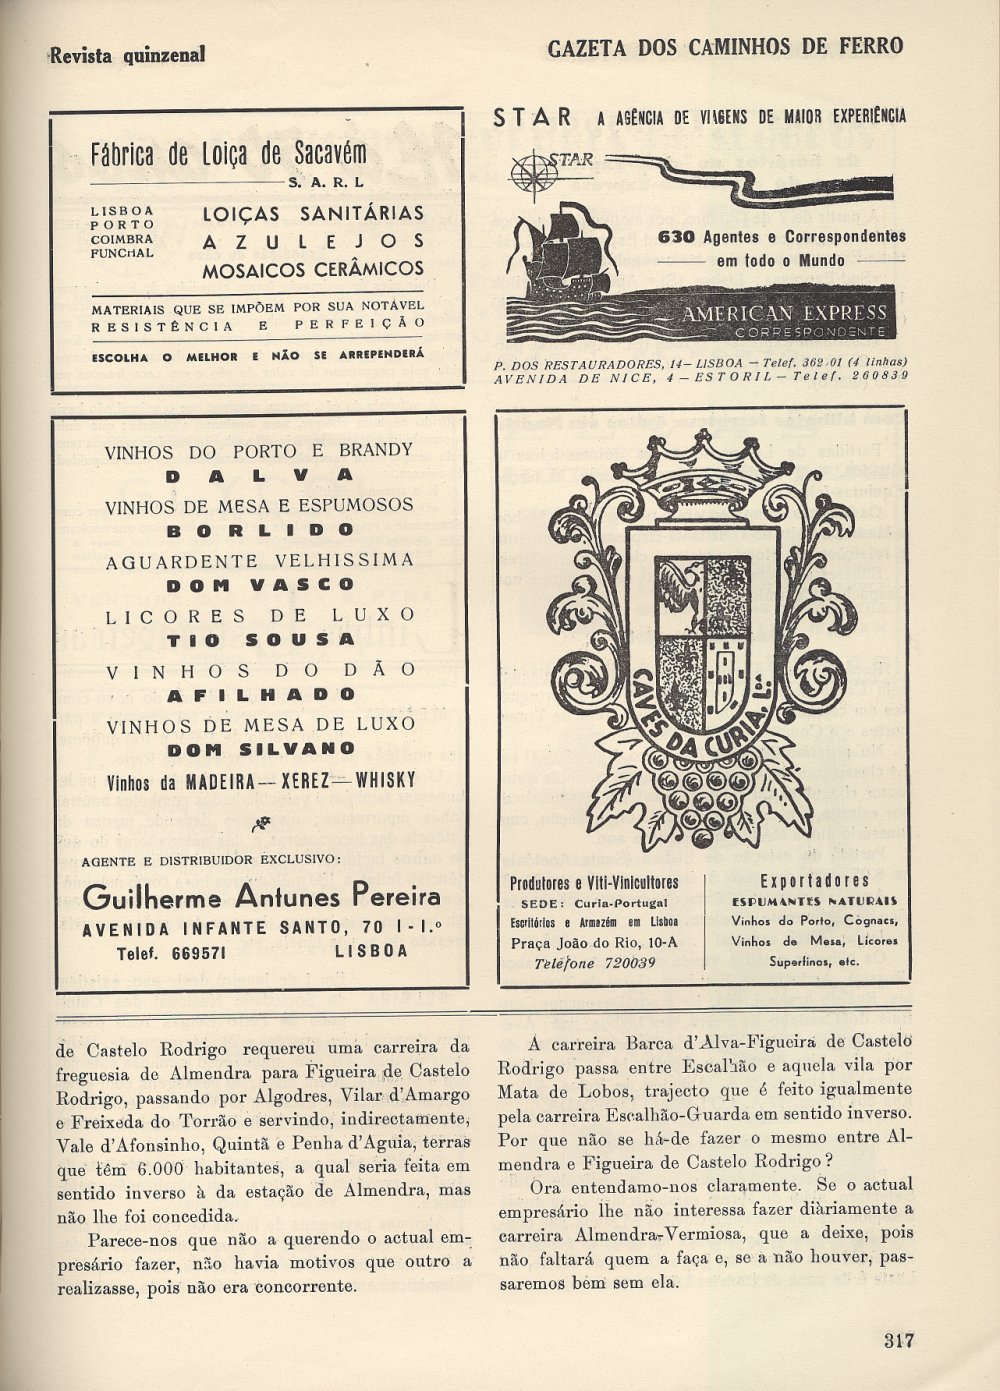 Revista quinzenal
GAZETA DOS CAMINHOS DE FERRO
Fábrica de Loiça de Sacavém
S. A. R. L
LISBOA
PORTO
COIMBRA
FUNCHAL
LOIÇAS SANITÁRIAS
AZULEJOS
MOSAICOS CERÂMICOS
MATERIAIS QUE SE IMPÕEM POR SUA NOTÁVEL
RESISTÊNCIA E PERFEIÇÃO
ESCOLHA O MELHOR E NÃO SE ARREPENDERÁ
STAR A AGÊNCIA DE VIAGENS DE MAIOR EXPERIÊNCIA
STAR
630 Agentes e Correspondentes
em todo o Mundo
AMERICAN EXPRESS
CORRESPONDENTE
P. DOS RESTAURADORES, 14—LISBOA — Telef. 362 01 (4 linhas)
AVENIDA DE NICE, 4 — ESTORIL — Telef. 260839
VINHOS DO PORTO E BRANDY
DALVA
VINHOS DE MESA E ESPUMOSOS
BORLIDO
AGUARDENTE VELHISSIMA
DOM VASCO
LICORES DE LUXO
TIO SOUSA
VINHOS DO DÃO
AFILHADO
VINHOS DE MESA DE LUXO
DOM SILVANO
Vinhos da MADEIRA — XEREZ — WHISKY
AGENTE E DISTRIBUIDOR EXCLUSIVO:
Guilherme Antunes Pereira
AVENIDA INFANTE SANTO, 70 I-I.º
Telef. 669571 LISBOA
CAVES DA CURIA, L.DA
Produtores e Viti-Vinicultores
SEDE: Curia-Portugal
Escritórios e Armazém em Lisboa
Praça João do Rio, 10-A
Teléfone 720039
Exportadores
ESPUMANTES NATURAIS
Vinhos do Porto, Cognacs,
Vinhos de Mesa, Licores
Superfinos, etc.
de Castelo Rodrigo requereu uma carreira da
freguesia de Almendra para Figueira de Castelo
Rodrigo, passando por Algodres, Vilar d'Amargo
e Freixeda do Torrão e servindo, indirectamente,
Vale d'Afonsinho, Quintã e Penha d'Aguia, terras
que têm 6.000 habitantes, a qual seria feita em
sentido inverso à da estação de Almendra, mas
não lhe foi concedida.
Parece-nos que não a querendo o actual em-
presário fazer, não havia motivos que outro a
realizasse, pois não era concorrente.
A carreira Barca d'Alva-Figueira de Castelo
Rodrigo passa entre Escalhão e aquela vila por
Mata de Lobos, trajecto que é feito igualmente
pela carreira Escalhão-Guarda em sentido inverso.
Por que não se há-de fazer o mesmo entre Al-
mendra e Figueira de Castelo Rodrigo?
Ora entendamo-nos claramente. Se o actual
empresário lhe não interessa fazer diàriamente a
carreira Almendra-Vermiosa, que a deixe, pois
não faltará quem a faça e, se a não houver, pas-
saremos bem sem ela.
317